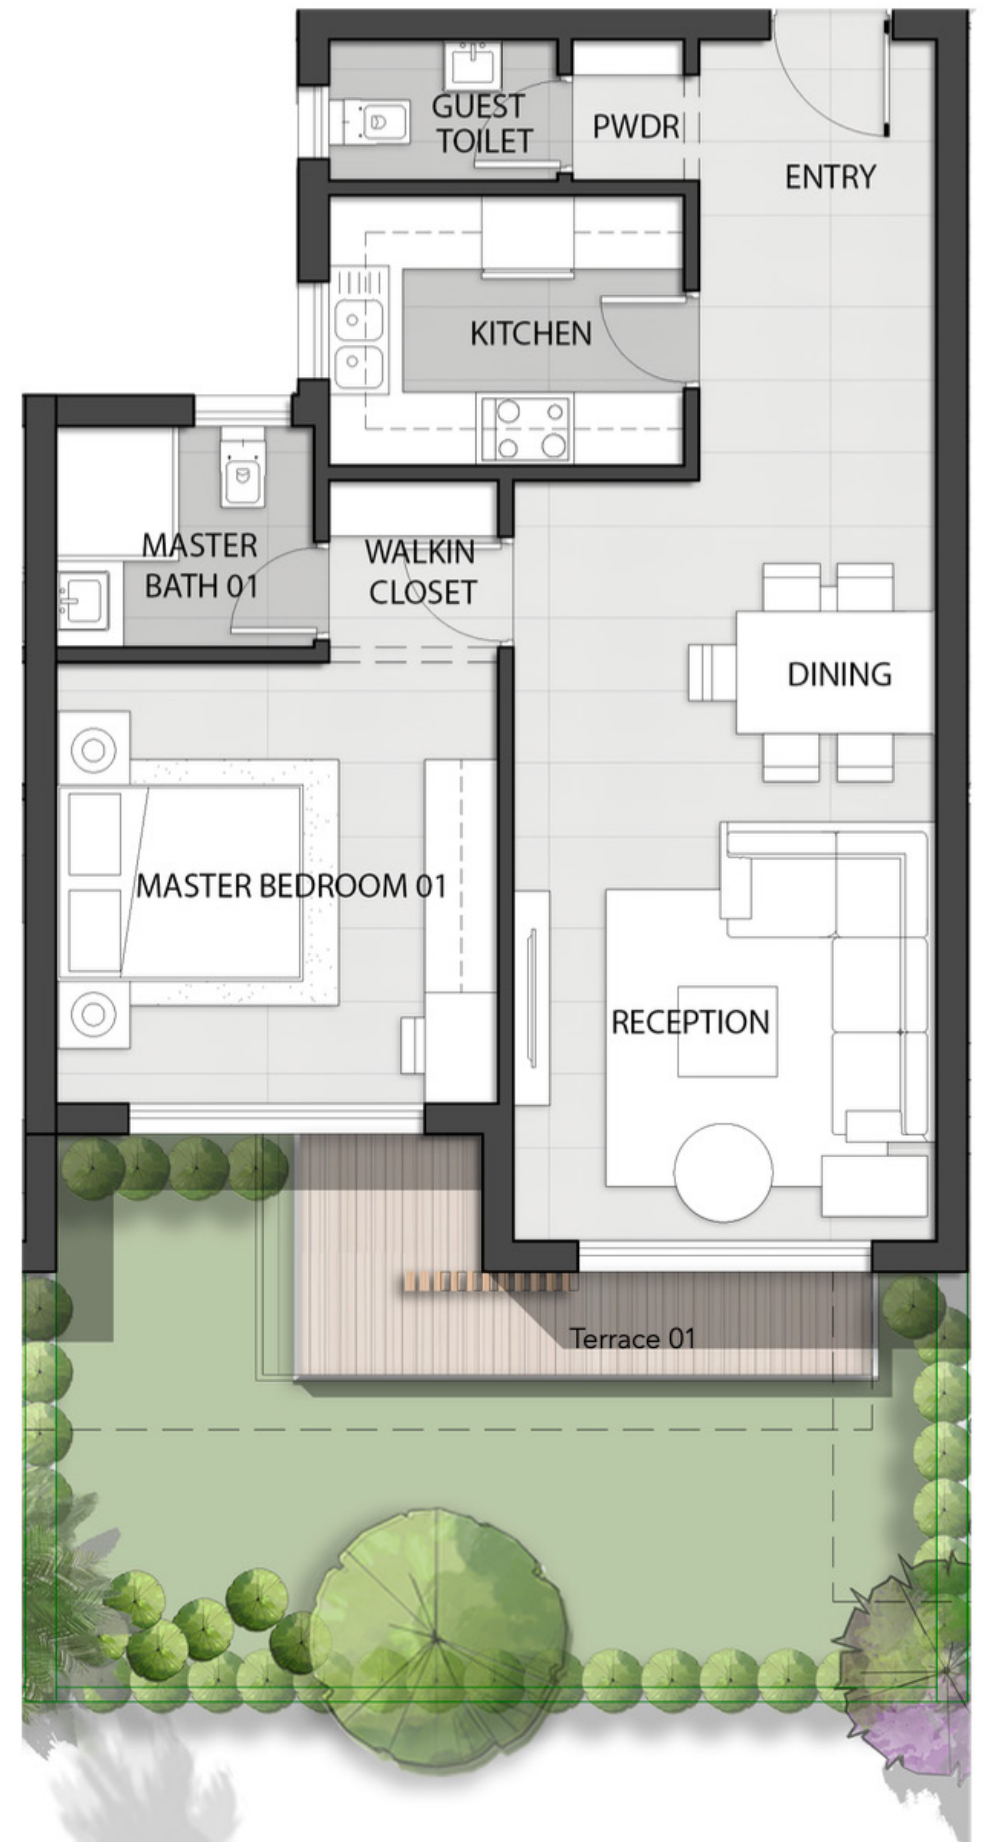 GUEST
TOILET
PWDR
ENTRY
KITCHEN
MASTER
BATH 01
WALKIN
CLOSET
DINING
MASTER BEDROOM 01
RECEPTION
Terrace 01